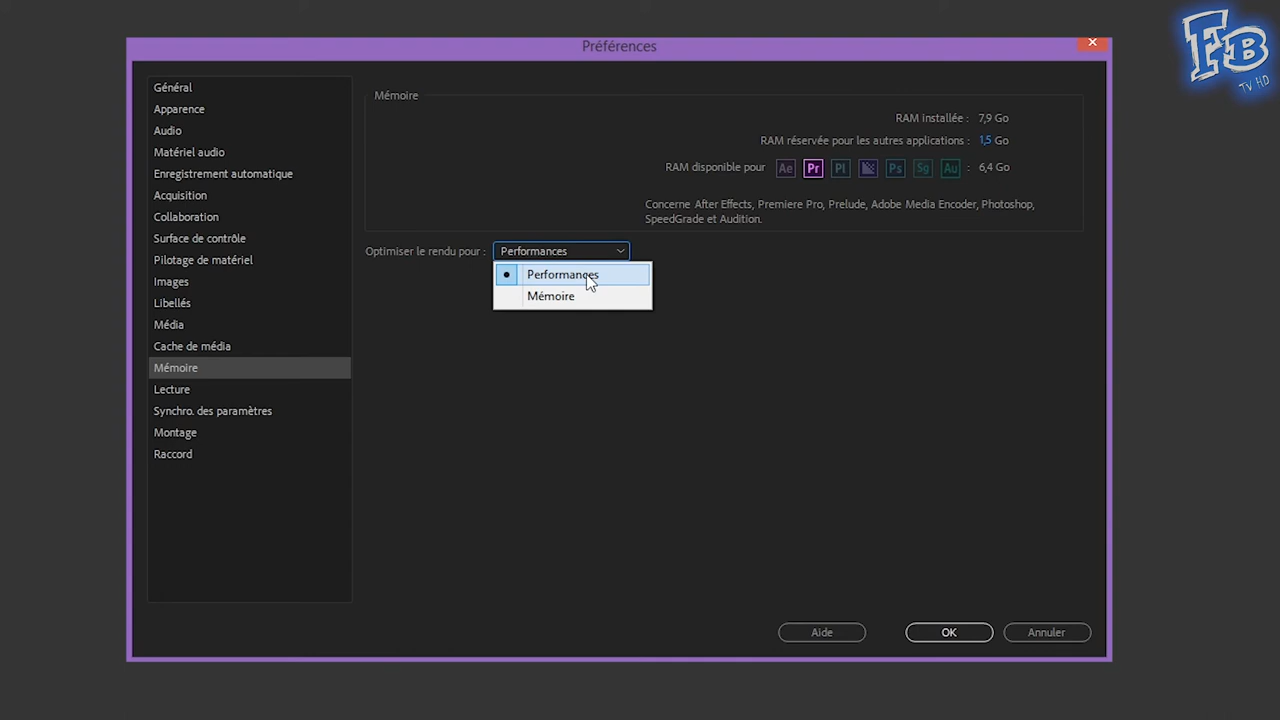 FB
TV HD
Préférences
Général
Apparence
Audio
Matériel audio
Enregistrement automatique
Acquisition
Collaboration
Surface de contrôle
Pilotage de matériel
Images
Libellés
Média
Cache de média
Mémoire
Lecture
Synchro. des paramètres
Montage
Raccord
Mémoire
RAM installée : 7,9 Go
RAM réservée pour les autres applications : 1,5 Go
RAM disponible pour Ae Pr Pl Ps Sg Au : 6,4 Go
Concerne After Effects, Premiere Pro, Prelude, Adobe Media Encoder, Photoshop,
SpeedGrade et Audition.
Optimiser le rendu pour : Performances
Performances
Mémoire
Aide OK Annuler